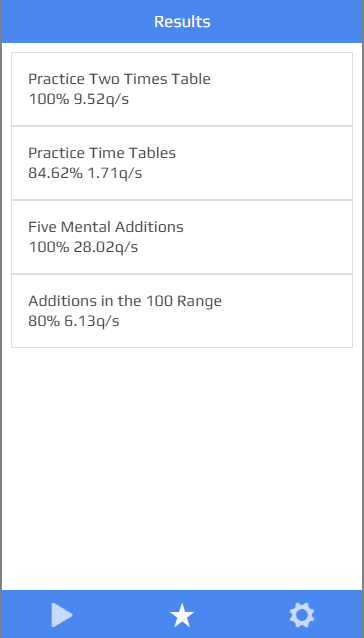 Results
Practice Two Times Table
100% 9.52q/s
Practice Time Tables
84.62% 1.71q/s
Five Mental Additions
100% 28.02q/s
Additions in the 100 Range
80% 6.13q/s